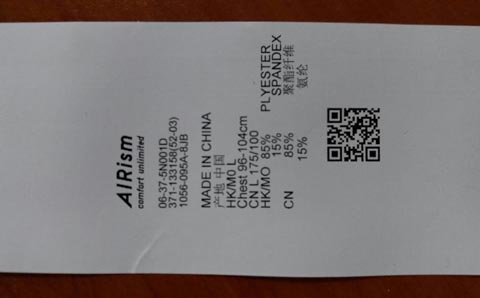 AIRism
comfort unlimited
06-37-5N001D
371-133158(52-03)
1056-095A-8JB
MADE IN CHINA
产地 中国
HK/MO L
Chest 96-104cm
CN L 175/100
HK/MO 85% PLYESTER
15% SPANDEX
CN 85% 聚酯纤维
15% 氨纶